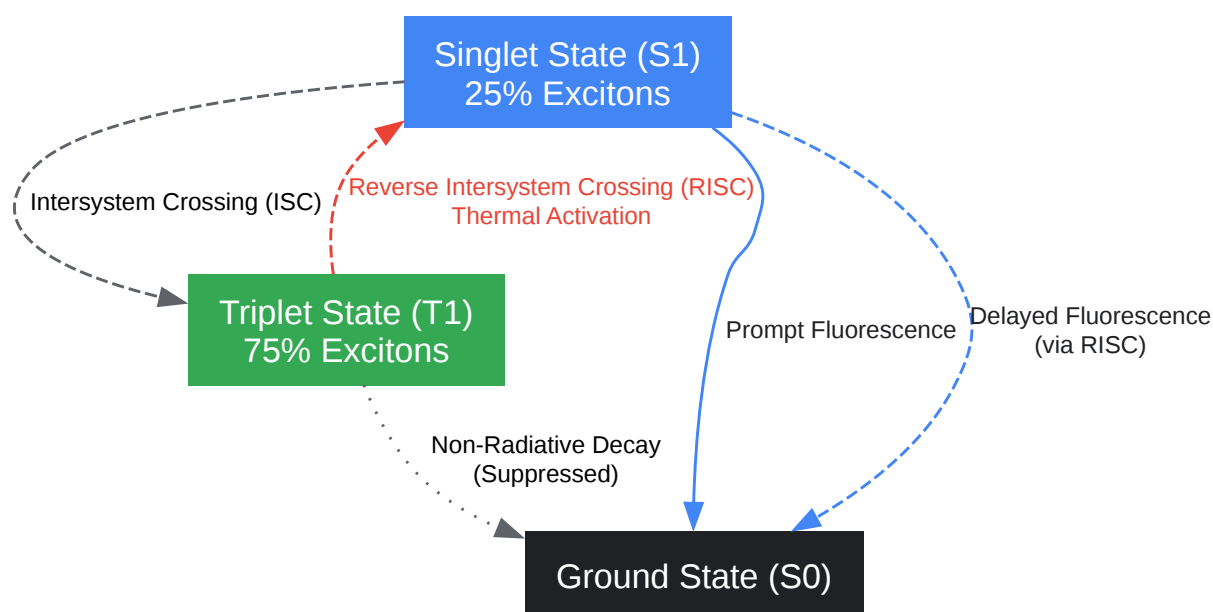 Singlet State (S1)
25% Excitons
Intersystem Crossing (ISC)
Reverse Intersystem Crossing (RISC)
Thermal Activation
Triplet State (T1)
75% Excitons
Prompt Fluorescence
Delayed Fluorescence
(via RISC)
Non-Radiative Decay
(Suppressed)
Ground State (S0)